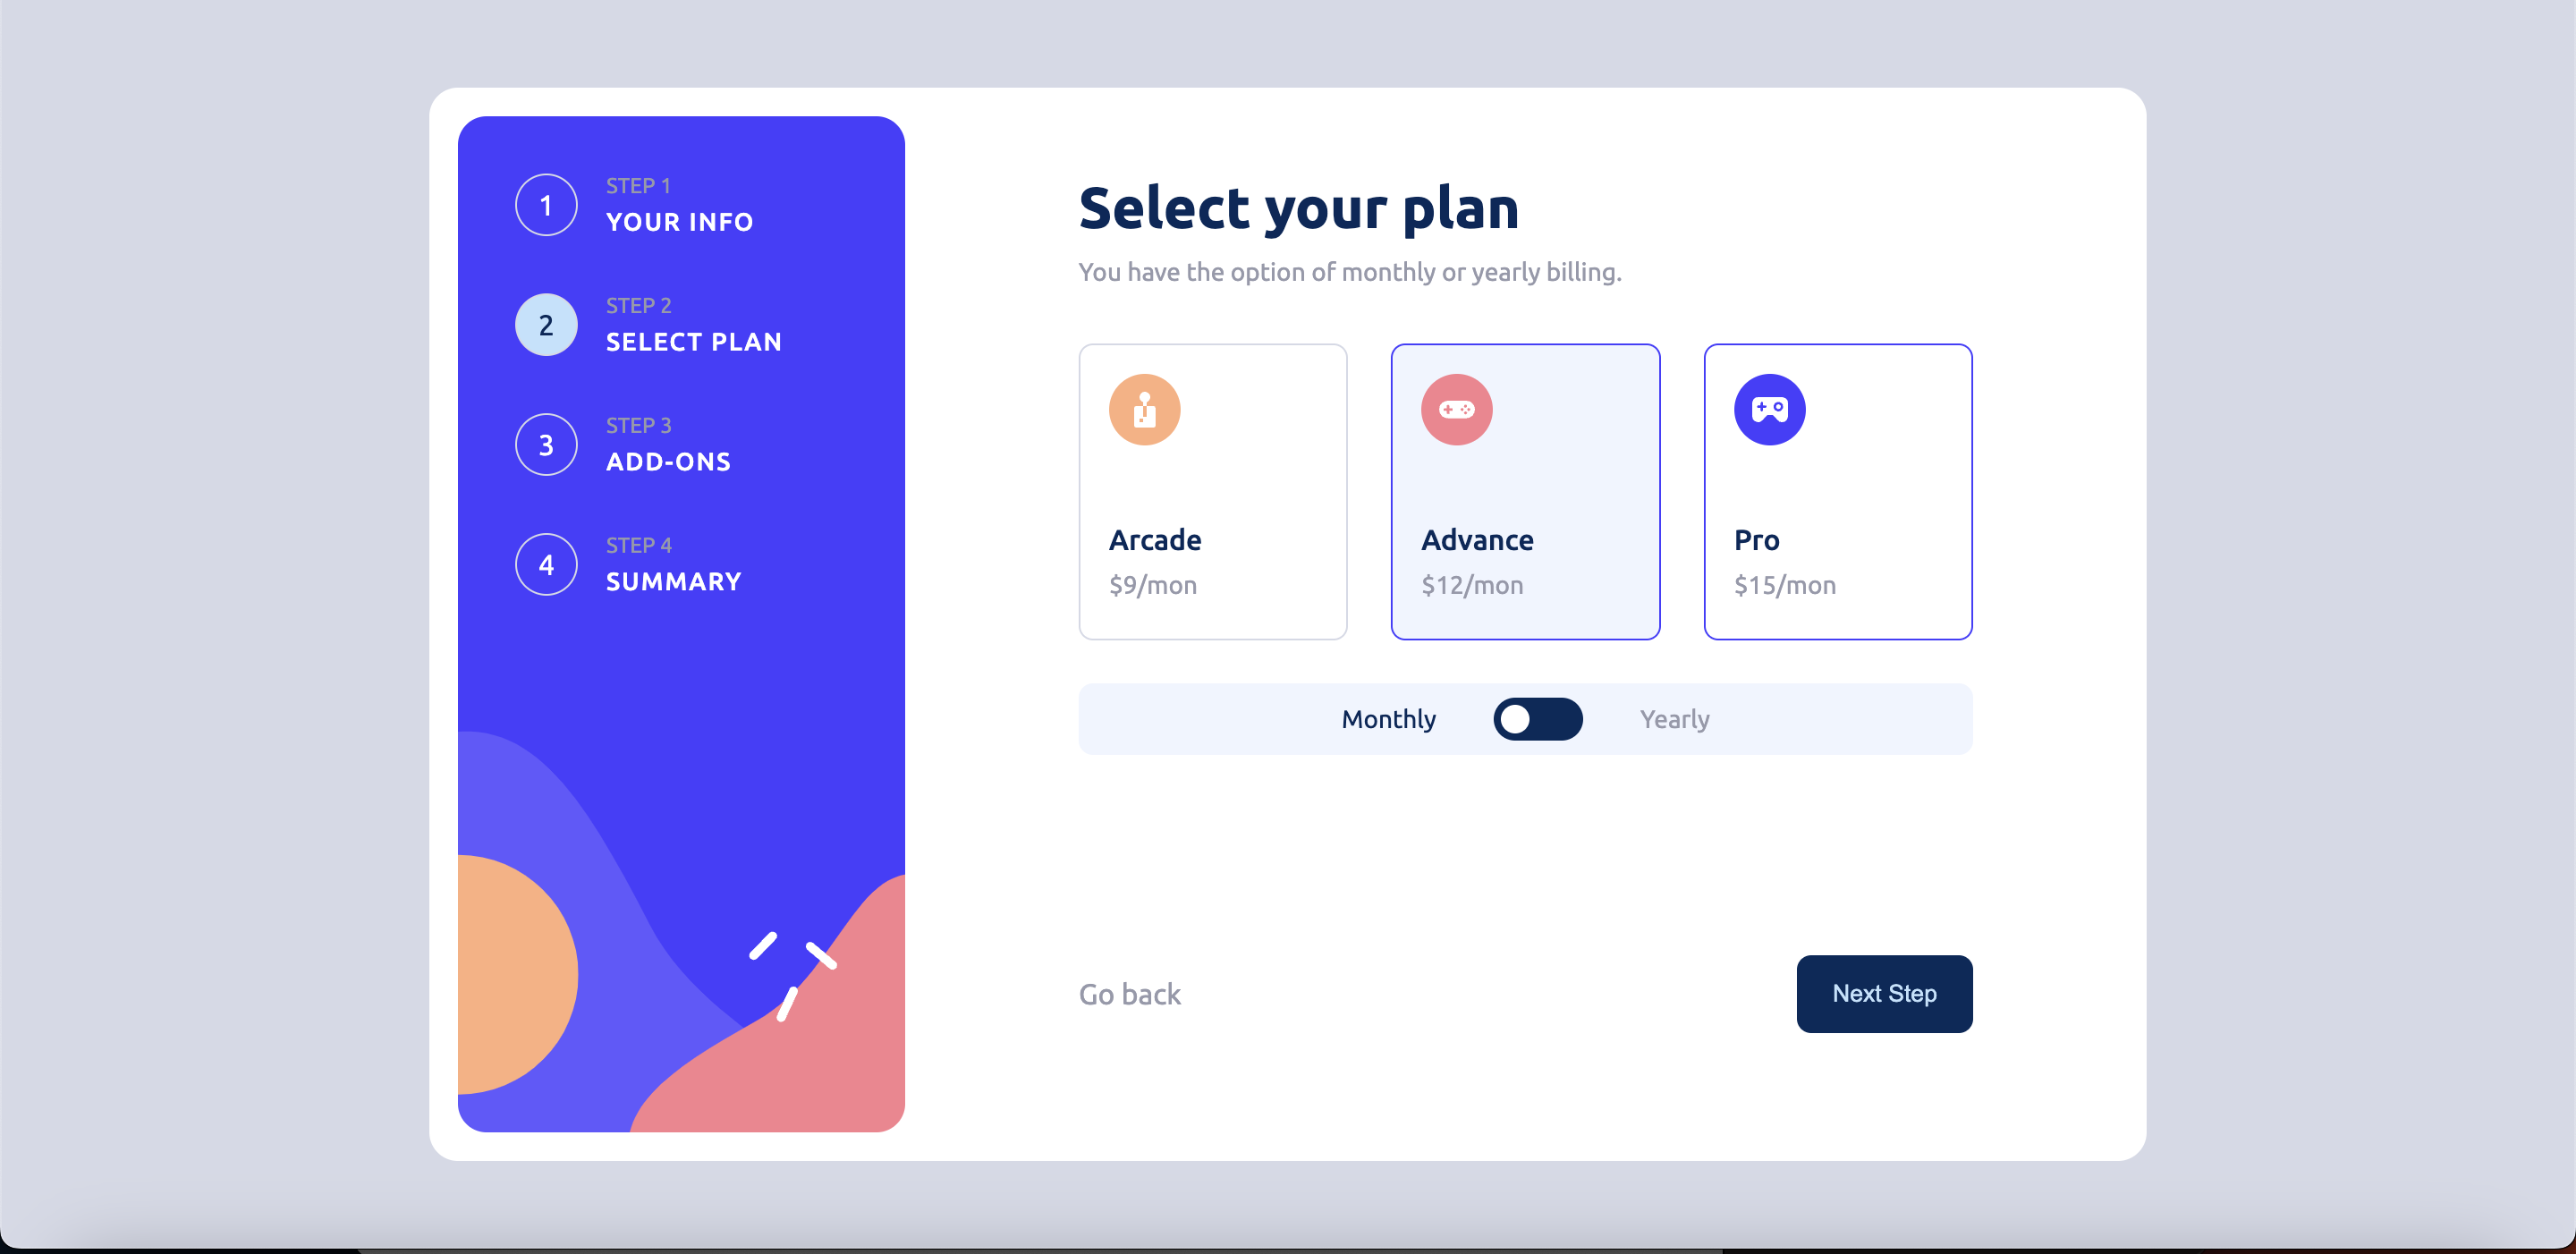 1
STEP 1
YOUR INFO
2
STEP 2
SELECT PLAN
3
STEP 3
ADD-ONS
4
STEP 4
SUMMARY
Select your plan
You have the option of monthly or yearly billing.
Arcade
$9/mon
Advance
$12/mon
Pro
$15/mon
Monthly
Yearly
Go back
Next Step